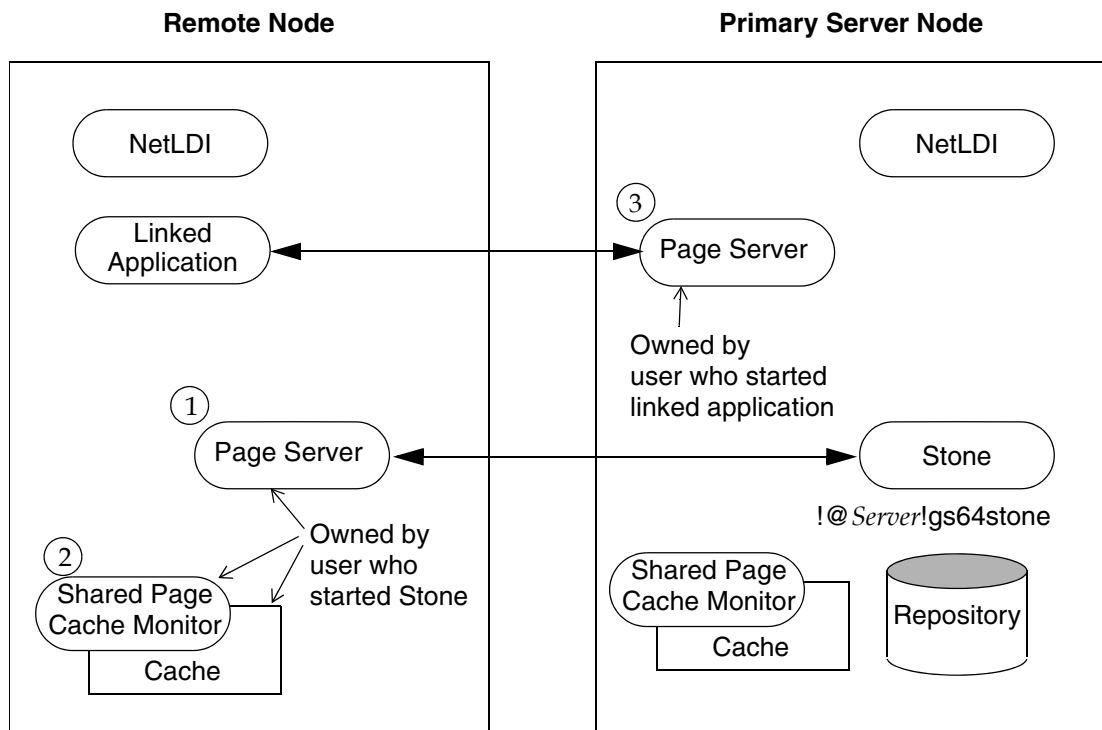 Remote Node
Primary Server Node
NetLDI
NetLDI
Linked
Application
3
Page Server
Owned by
user who started
linked application
1
Page Server
Stone
!@Server!gs64stone
Owned by
user who
started Stone
2
Shared Page
Cache Monitor
Cache
Shared Page
Cache Monitor
Cache
Repository